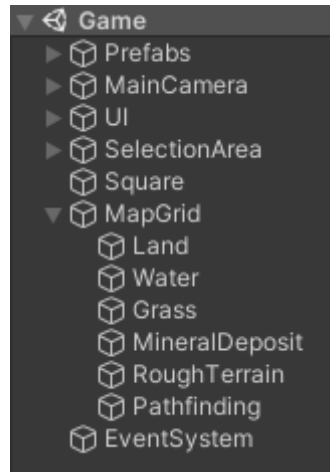 Game
Prefabs
MainCamera
UI
SelectionArea
Square
MapGrid
Land
Water
Grass
MineralDeposit
RoughTerrain
Pathfinding
EventSystem